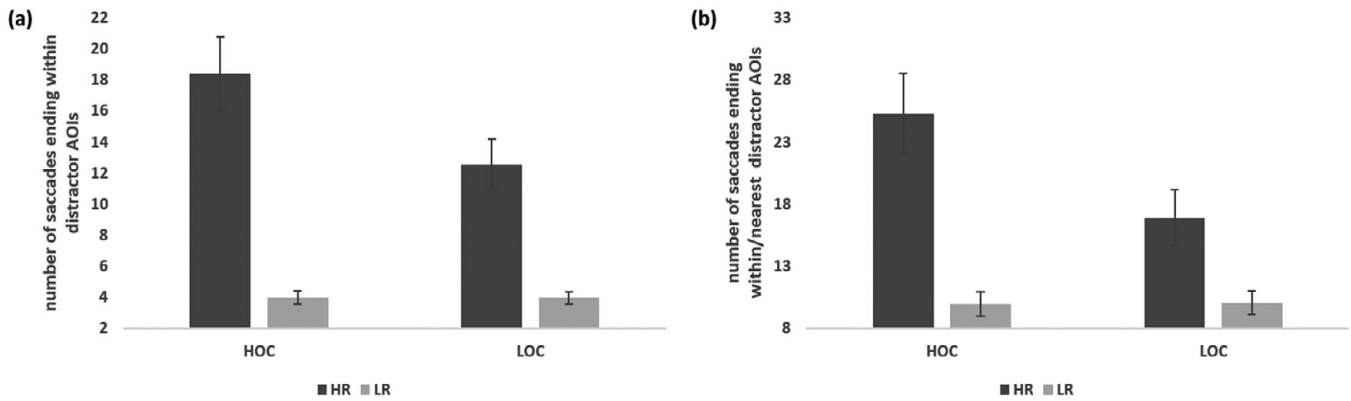 (a)
number of saccades ending within
distractor AOIs
22
20
18
16
14
12
10
8
6
4
2
HOC
LOC
HR
LR
(b)
number of saccades ending
within/nearest distractor AOIs
33
28
23
18
13
8
HOC
LOC
HR
LR